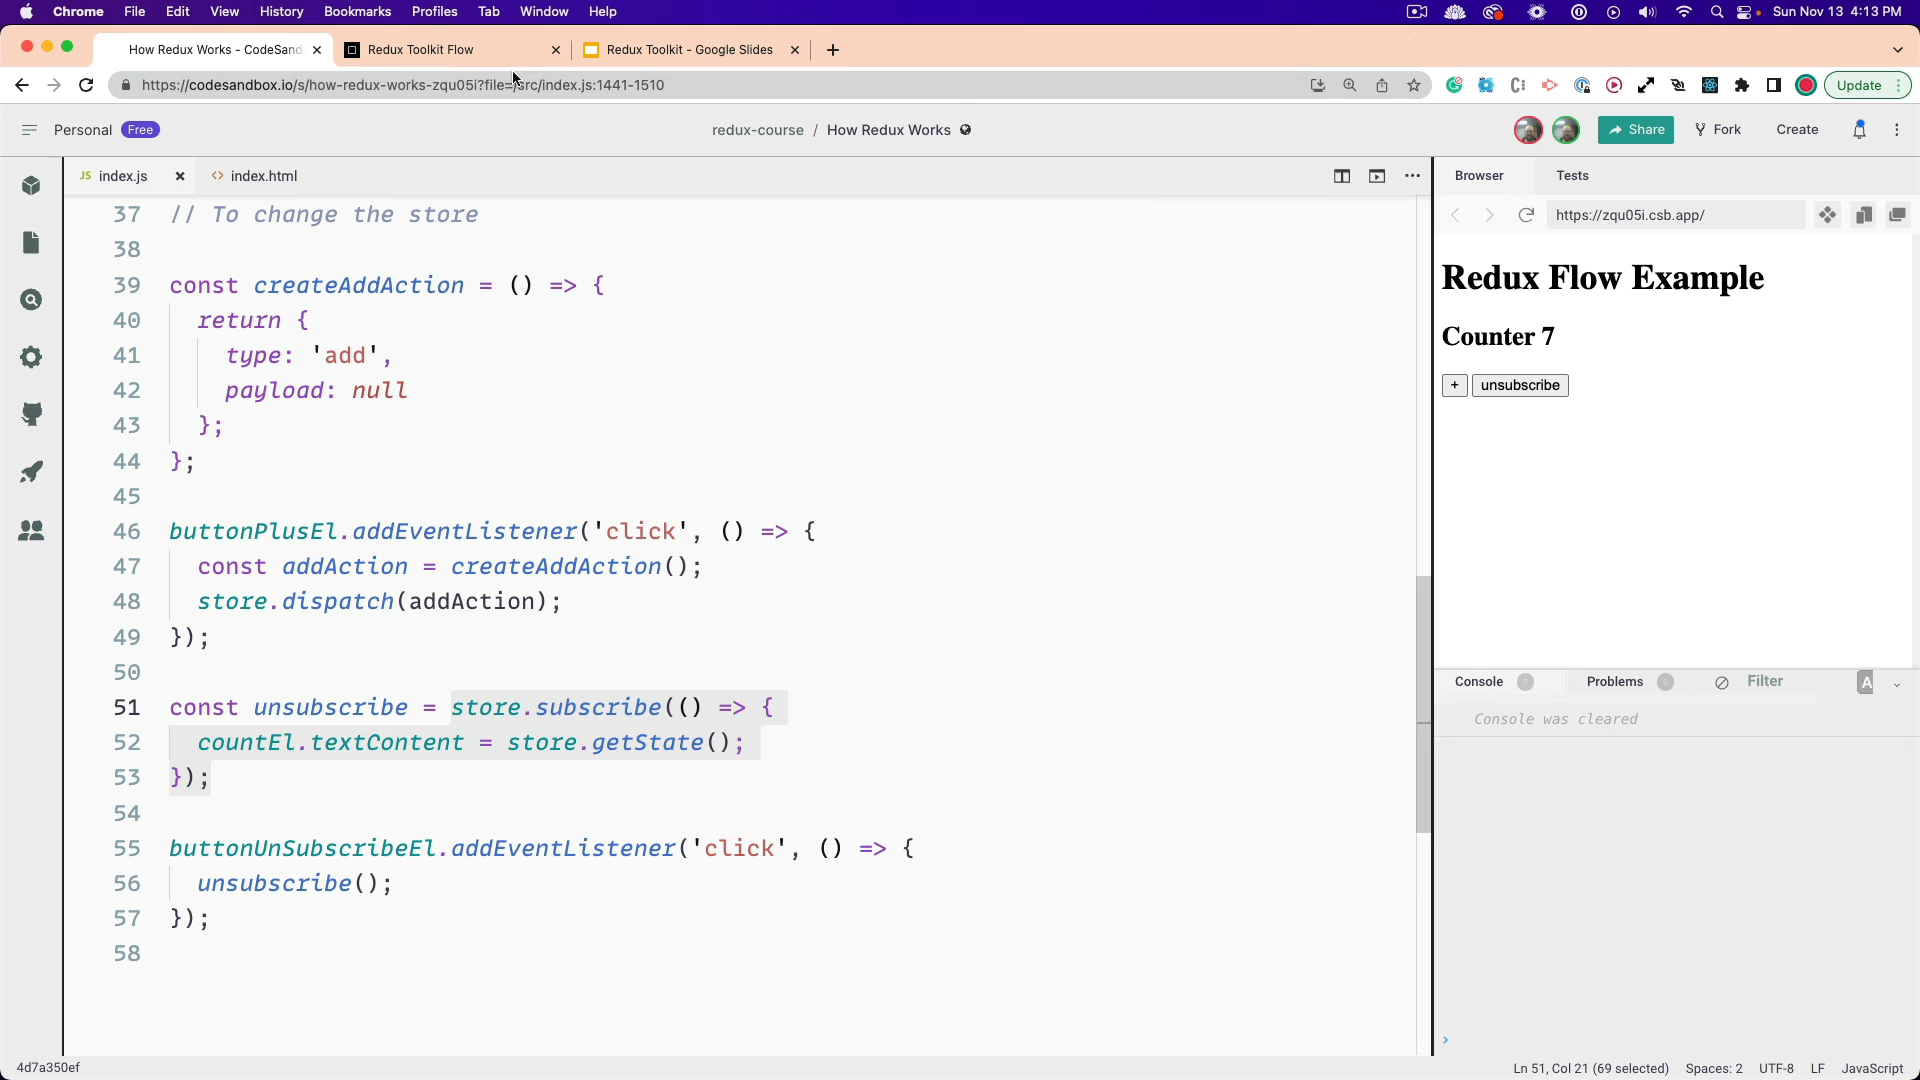 Chrome File Edit View History Bookmarks Profiles Tab Window Help Sun Nov 13 4:13 PM
How Redux Works - CodeSand Redux Toolkit Flow Redux Toolkit - Google Slides
https://codesandbox.io/s/how-redux-works-zqu05i?file=/src/index.js:1441-1510 Update
Personal Free redux-course / How Redux Works Share Fork Create
JS index.js <> index.html
37 // To change the store
38
39 const createAddAction = () => {
40 return {
41 type: 'add',
42 payload: null
43 };
44 };
45
46 buttonPlusEl.addEventListener('click', () => {
47 const addAction = createAddAction();
48 store.dispatch(addAction);
49 });
50
51 const unsubscribe = store.subscribe(() => {
52 countEl.textContent = store.getState();
53 });
54
55 buttonUnSubscribeEl.addEventListener('click', () => {
56 unsubscribe();
57 });
58
Browser Tests
https://zqu05i.csb.app/
Redux Flow Example
Counter 7
+ unsubscribe
Console 0 Problems 0 Filter A
Console was cleared
4d7a350ef Ln 51, Col 21 (69 selected) Spaces: 2 UTF-8 LF JavaScript